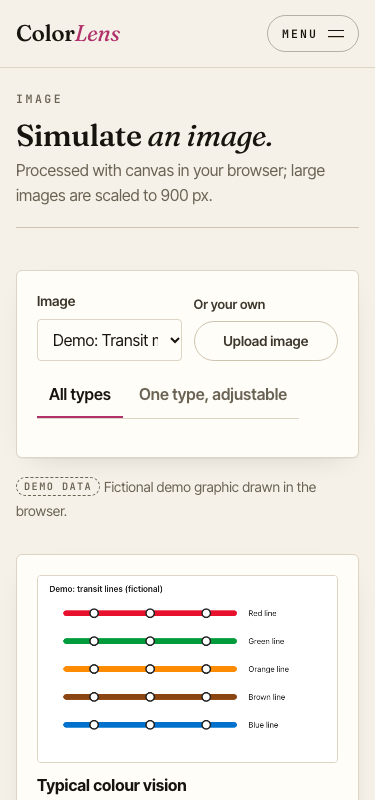 ColorLens
MENU
IMAGE
Simulate an image.
Processed with canvas in your browser; large
images are scaled to 900 px.
Image
Or your own
Demo: Transit
Upload image
All types
One type, adjustable
DEMO DATA Fictional demo graphic drawn in the
browser.
Demo: transit lines (fictional)
Red line
Green line
Orange line
Brown line
Blue line
Typical colour vision